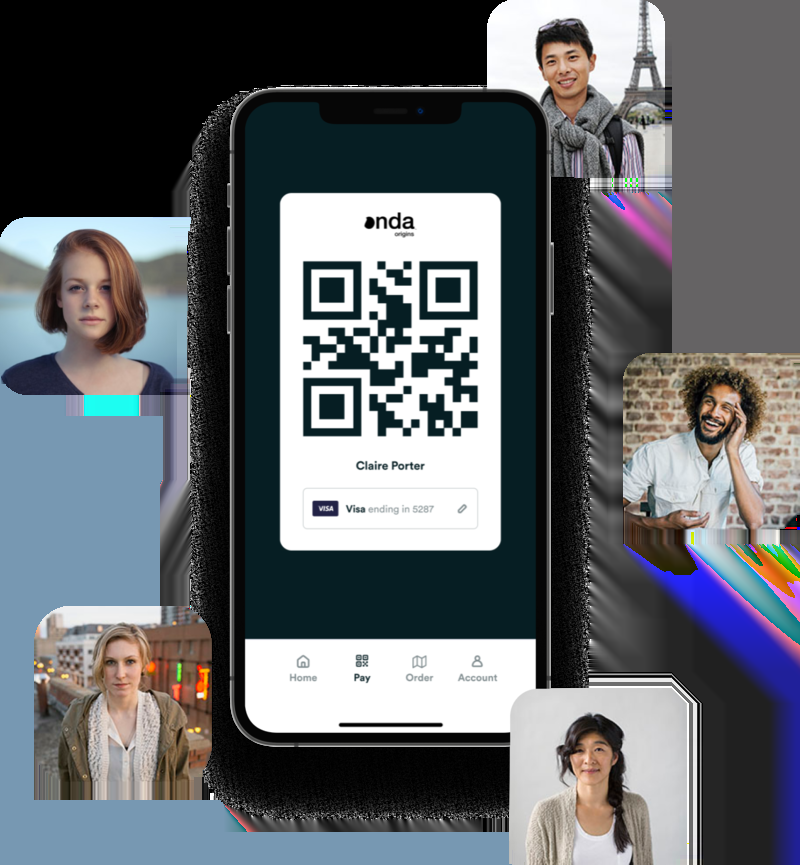 onda
origins
Claire Porter
VISA Visa ending in 5287
Home Pay Order Account